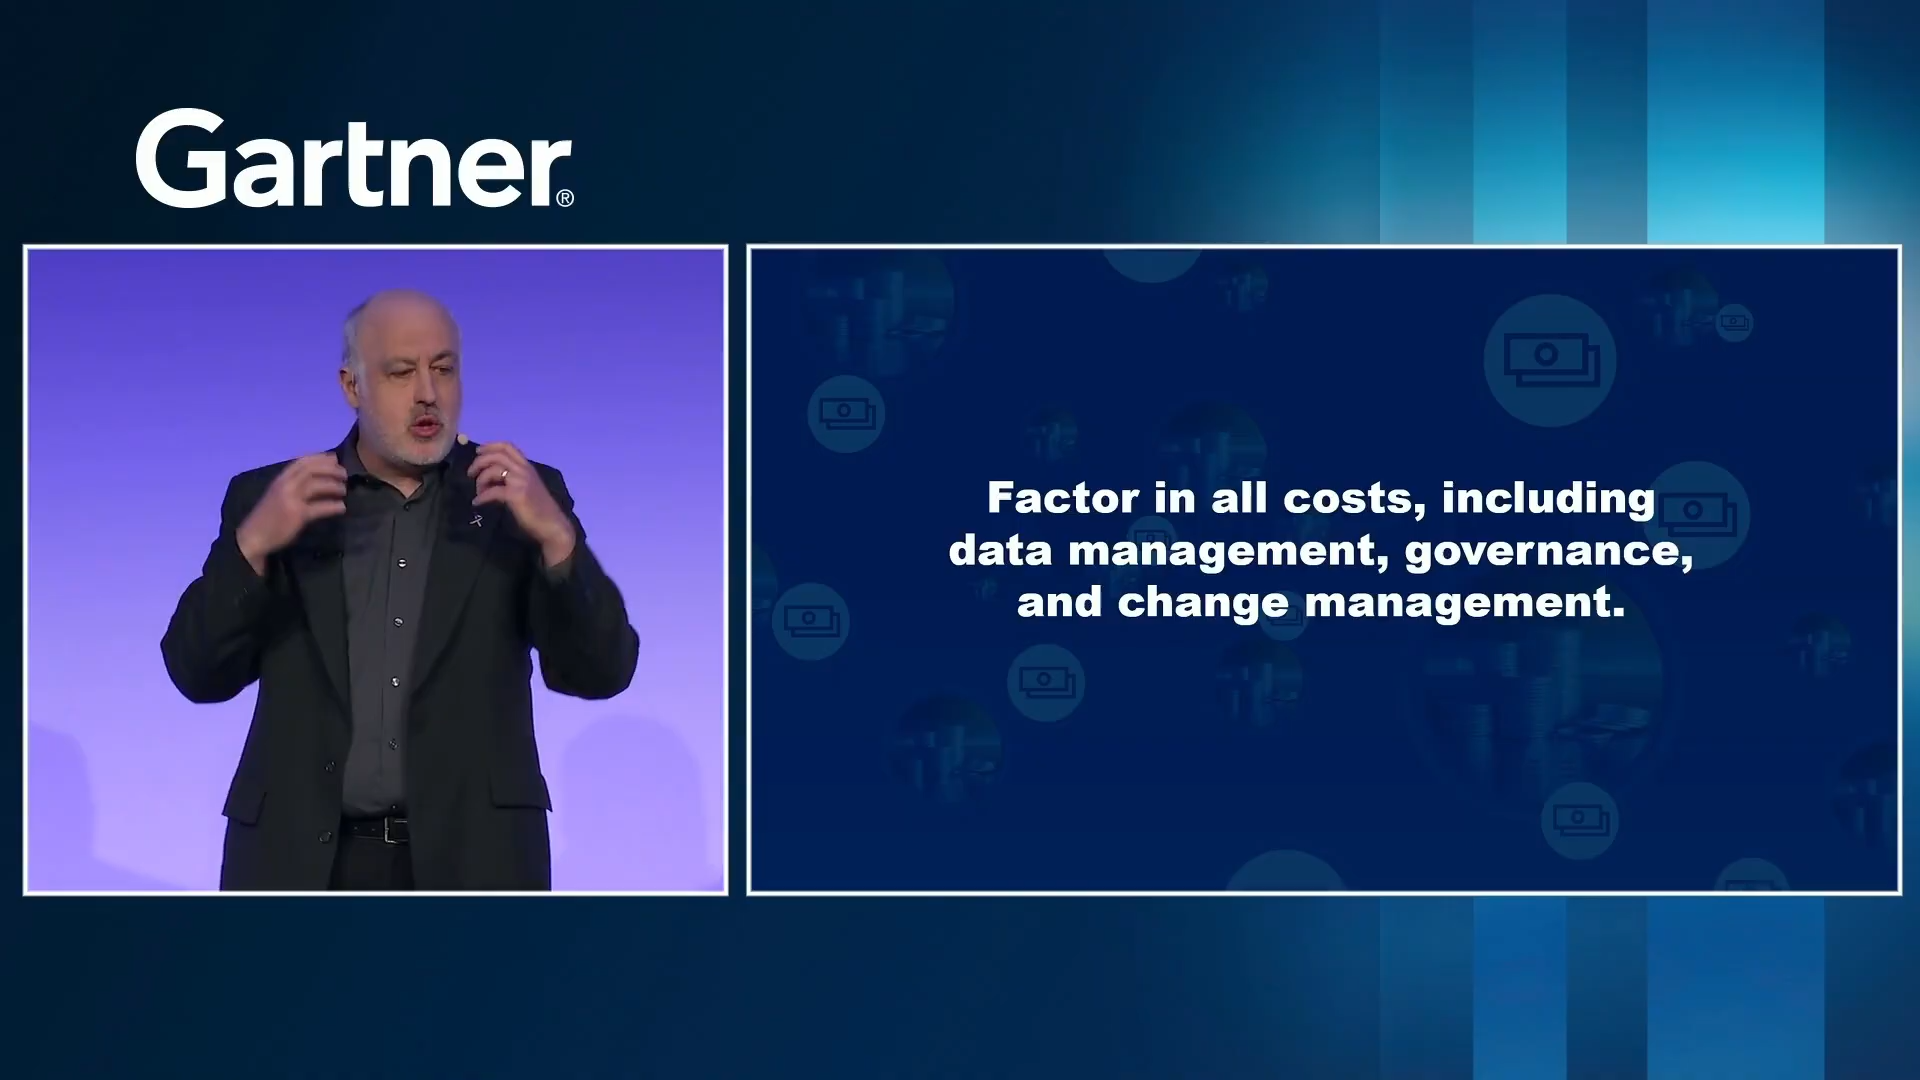 Gartner®
Factor in all costs, including
data management, governance,
and change management.